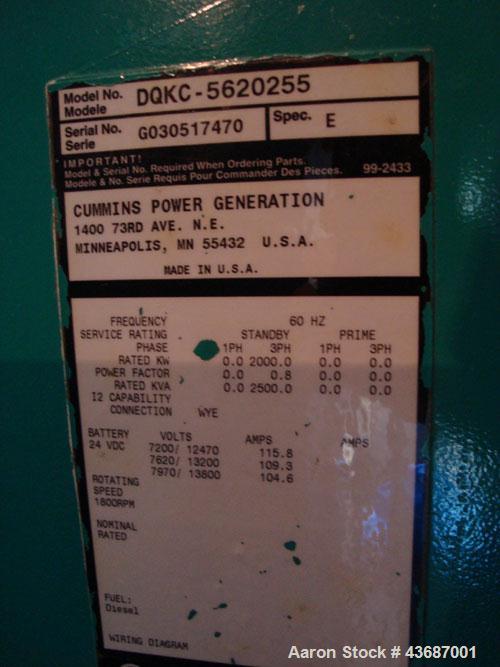 Model No. DQKC-5620255
Modele
Serial No. G030517470 Spec. E
Serie
IMPORTANT!
Model & Serial No. Required When Ordering Parts.
Modele & No. Serie Requis Pour Commander Des Pieces. 99-2433
CUMMINS POWER GENERATION
1400 73RD AVE. N.E.
MINNEAPOLIS, MN 55432 U.S.A.
MADE IN U.S.A.
FREQUENCY 60 HZ
SERVICE RATING STANDBY PRIME
PHASE 1PH 3PH 1PH 3PH
RATED KW 0.0 2000.0 0.0 0.0
POWER FACTOR 0.0 0.8 0.0 0.0
RATED KVA 0.0 2500.0 0.0 0.0
I2 CAPABILITY
CONNECTION WYE
BATTERY VOLTS AMPS AMPS
24 VDC 7200/ 12470 115.8
7620/ 13200 109.3
7970/ 13800 104.6
ROTATING
SPEED
1800RPM
NOMINAL
RATED
FUEL:
Diesel
WIRING DIAGRAM
Aaron Stock # 43687001